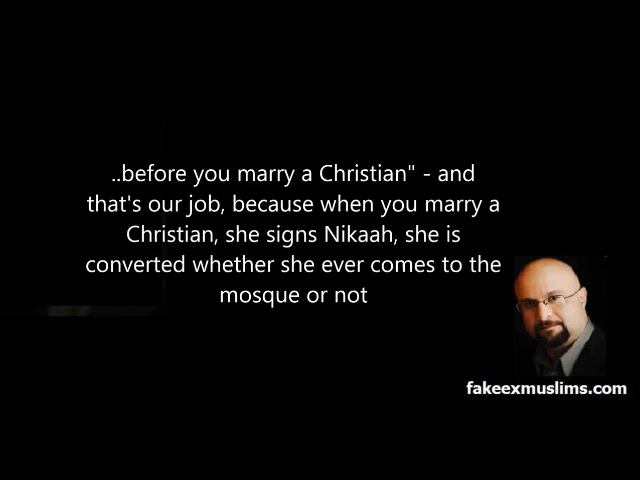 ..before you marry a Christian" - and
that's our job, because when you marry a
Christian, she signs Nikaah, she is
converted whether she ever comes to the
mosque or not
fakeexmuslims.com